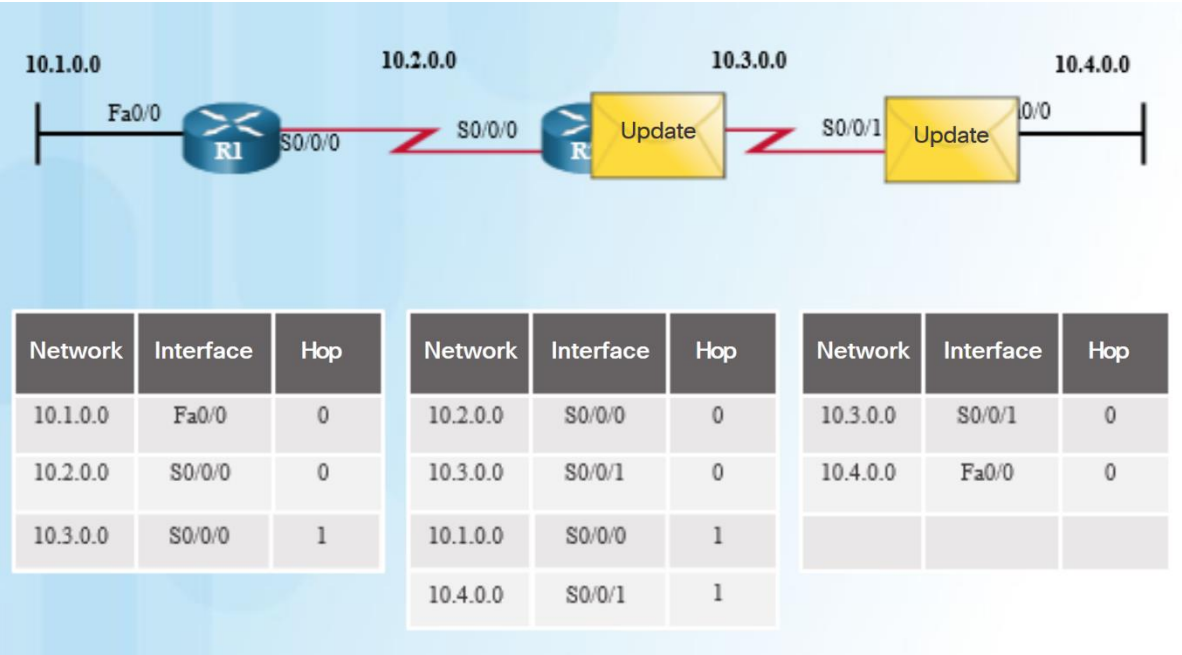 10.1.0.0 10.2.0.0 10.3.0.0 10.4.0.0
Fa0/0 S0/0/0 S0/0/0 Update S0/0/1 Update 0/0
R1 R
Network Interface Hop
10.1.0.0 Fa0/0 0
10.2.0.0 S0/0/0 0
10.3.0.0 S0/0/0 1
Network Interface Hop
10.2.0.0 S0/0/0 0
10.3.0.0 S0/0/1 0
10.1.0.0 S0/0/0 1
10.4.0.0 S0/0/1 1
Network Interface Hop
10.3.0.0 S0/0/1 0
10.4.0.0 Fa0/0 0